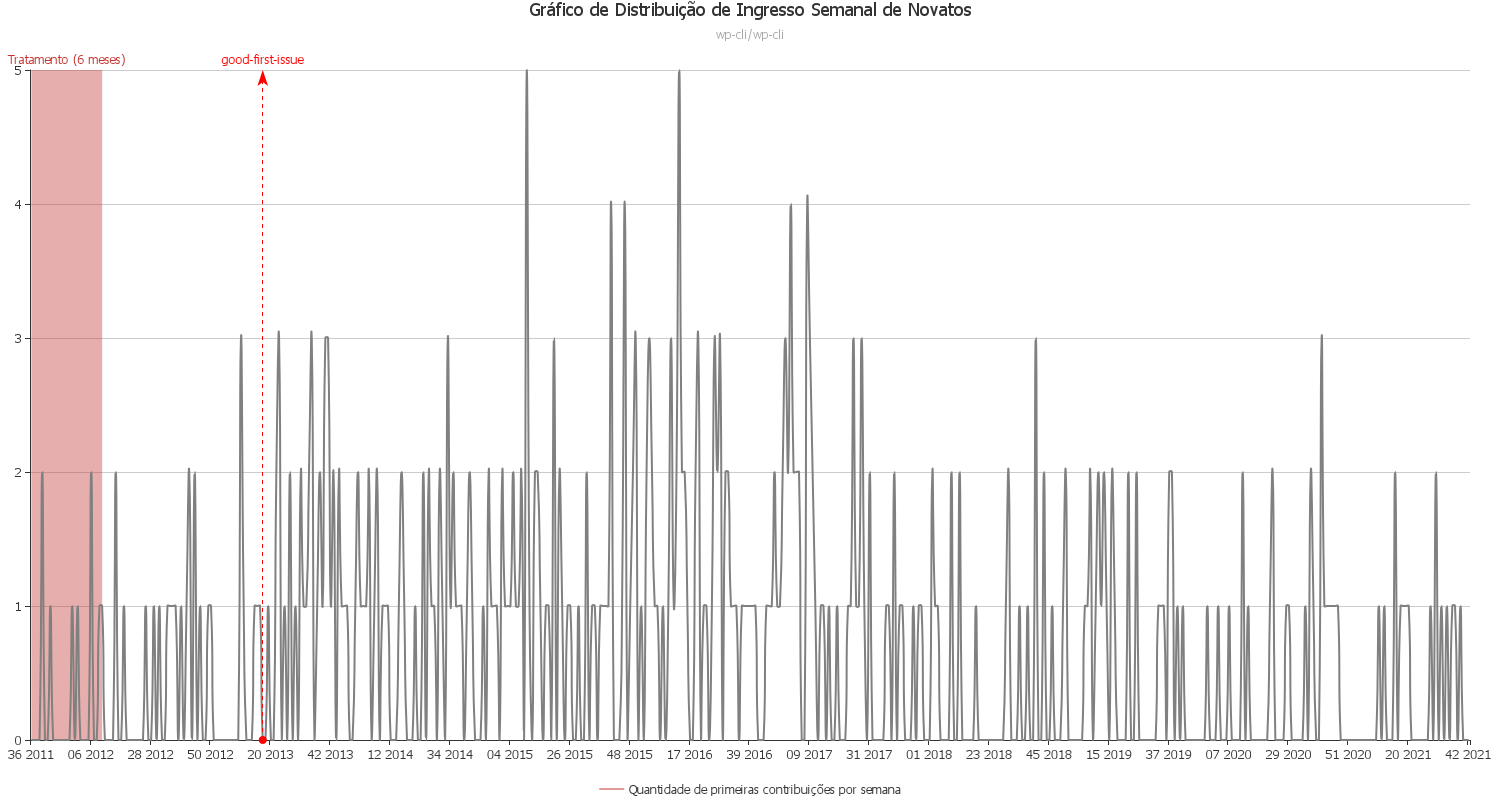 Gráfico de Distribuição de Ingresso Semanal de Novatos
wp-cli/wp-cli
Tratamento (6 meses)
good-first-issue
5
4
3
2
1
0
36 2011 06 2012 28 2012 50 2012 20 2013 42 2013 12 2014 34 2014 04 2015 26 2015 48 2015 17 2016 39 2016 09 2017 31 2017 01 2018 23 2018 45 2018 15 2019 37 2019 07 2020 29 2020 51 2020 20 2021 42 2021
Quantidade de primeiras contribuições por semana